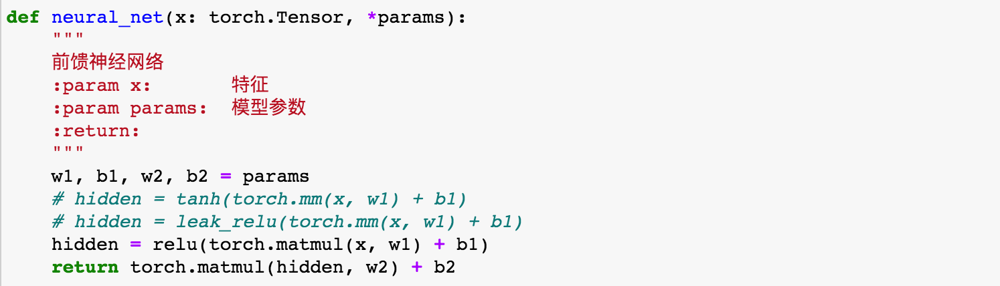 def neural_net(x: torch.Tensor, *params):
    """
    前馈神经网络
    :param x:       特征
    :param params:  模型参数
    :return:
    """
    w1, b1, w2, b2 = params
    # hidden = tanh(torch.mm(x, w1) + b1)
    # hidden = leak_relu(torch.mm(x, w1) + b1)
    hidden = relu(torch.matmul(x, w1) + b1)
    return torch.matmul(hidden, w2) + b2